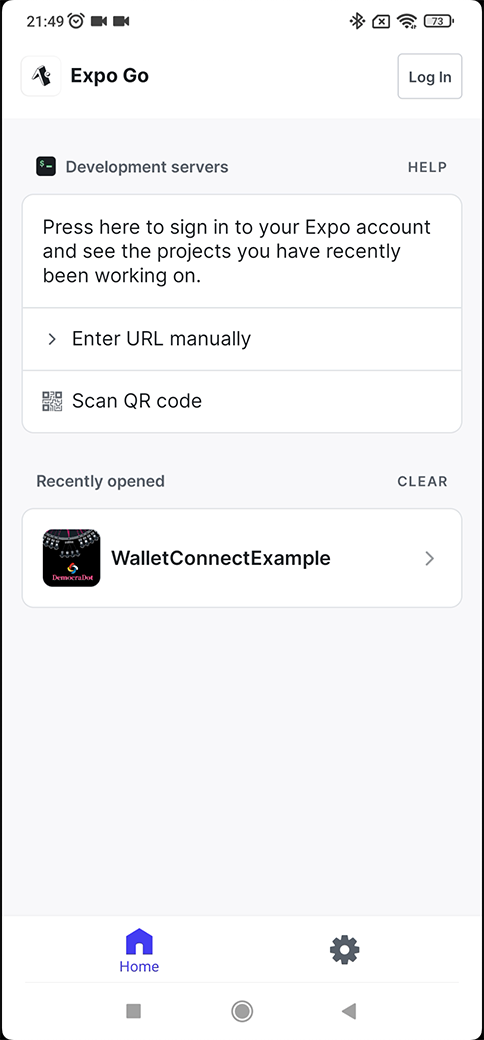 21:49
73
Expo Go
Log In
Development servers
HELP
Press here to sign in to your Expo account
and see the projects you have recently
been working on.
Enter URL manually
Scan QR code
Recently opened
CLEAR
DemocraDot
WalletConnectExample
Home